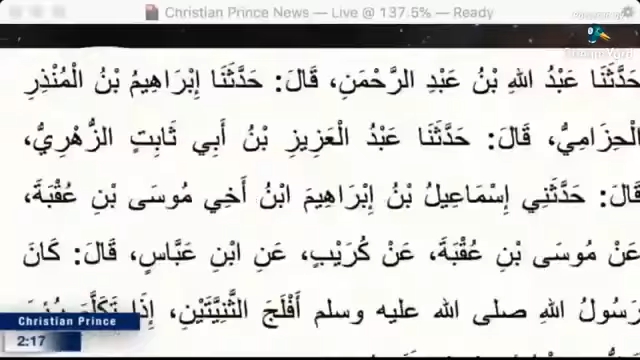 Christian Prince News — Live @ 137.5% — Ready
حَدَّثَنَا عَبْدُ اللهِ بْنُ عَبْدِ الرَّحْمَنِ، قَالَ: حَدَّثَنَا إِبْرَاهِيمُ بْنُ الْمُنْذِرِ
الْحِزَامِيُّ، قَالَ: حَدَّثَنَا عَبْدُ الْعَزِيزِ بْنُ أَبِي ثَابِتٍ الزُّهْرِيُّ،
قَالَ: حَدَّثَنِي إِسْمَاعِيلُ بْنُ إِبْرَاهِيمَ ابْنُ أَخِي مُوسَى بْنِ عُقْبَةَ،
عَنْ مُوسَى بْنِ عُقْبَةَ، عَنْ كُرَيْبٍ، عَنِ ابْنِ عَبَّاسٍ، قَالَ: كَانَ
رَسُولُ اللهِ صلى الله عليه وسلم أَفْلَجَ الثَّنِيَّتَيْنِ، إِذَا تَكَلَّمَ
Christian Prince
2:17